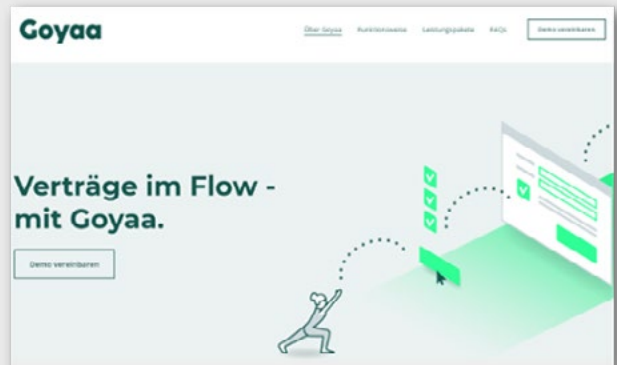 Goyaa
Über Goyaa Funktionsweise Leistungspakete FAQs Demo vereinbaren
Verträge im Flow -
mit Goyaa.
Demo vereinbaren